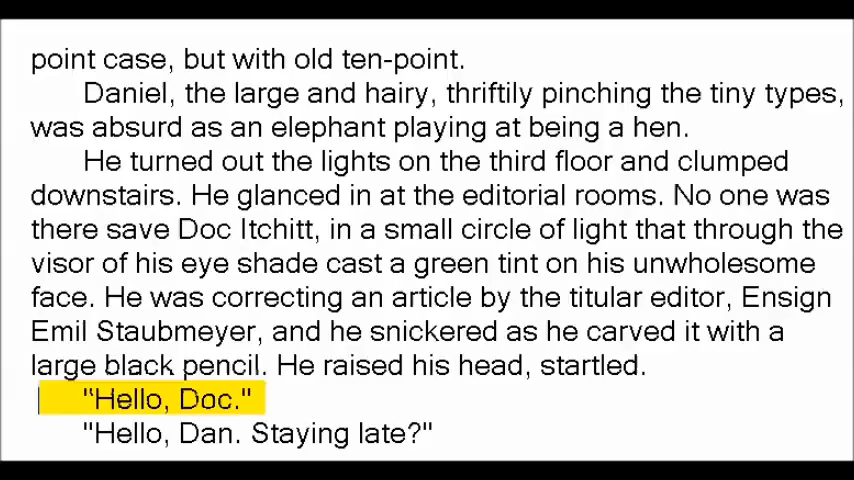 point case, but with old ten-point.
Daniel, the large and hairy, thriftily pinching the tiny types,
was absurd as an elephant playing at being a hen.
He turned out the lights on the third floor and clumped
downstairs. He glanced in at the editorial rooms. No one was
there save Doc Itchitt, in a small circle of light that through the
visor of his eye shade cast a green tint on his unwholesome
face. He was correcting an article by the titular editor, Ensign
Emil Staubmeyer, and he snickered as he carved it with a
large black pencil. He raised his head, startled.
"Hello, Doc."
"Hello, Dan. Staying late?"